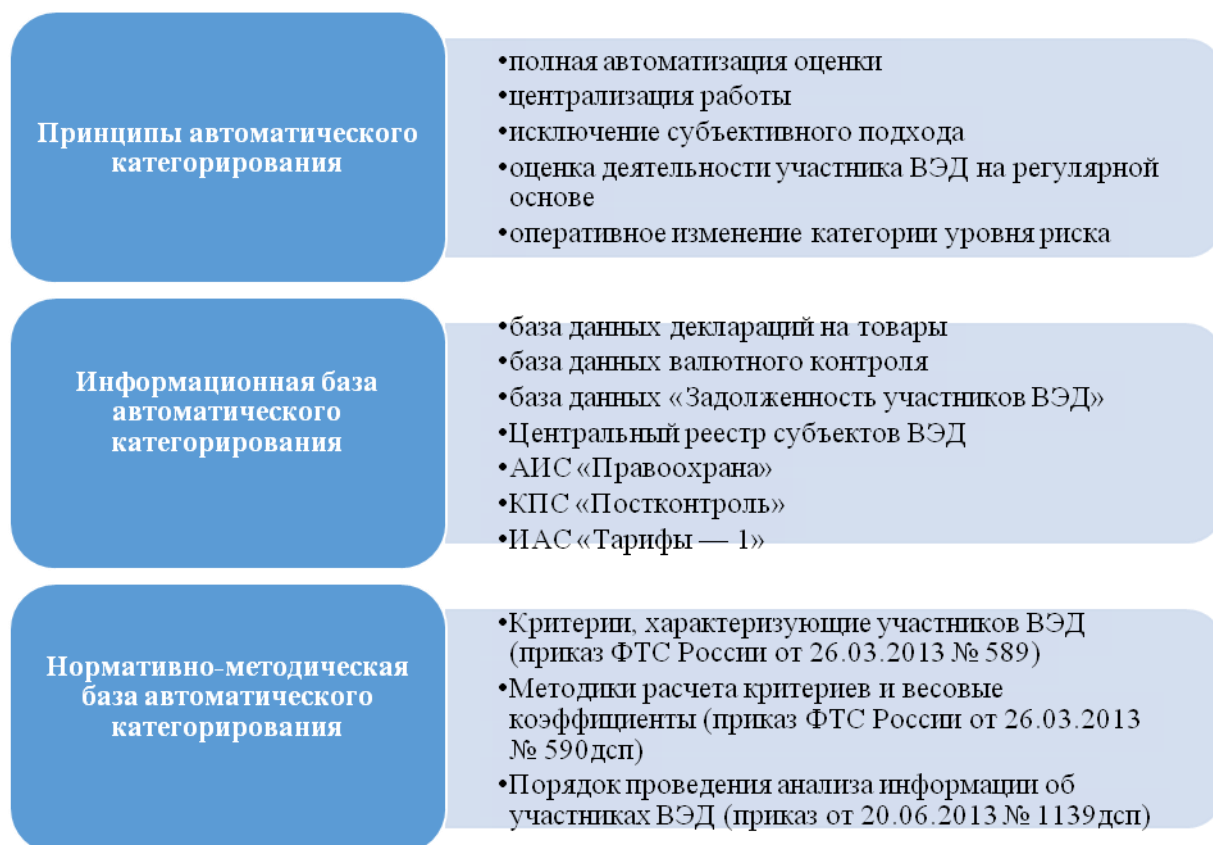 Принципы автоматического
категорирования
•полная автоматизация оценки
•централизация работы
•исключение субъективного подхода
•оценка деятельности участника ВЭД на регулярной
основе
•оперативное изменение категории уровня риска
Информационная база
автоматического
категорирования
•база данных деклараций на товары
•база данных валютного контроля
•база данных «Задолженность участников ВЭД»
•Центральный реестр субъектов ВЭД
•АИС «Правоохрана»
•КПС «Постконтроль»
•ИАС «Тарифы — 1»
Нормативно-методическая
база автоматического
категорирования
•Критерии, характеризующие участников ВЭД
(приказ ФТС России от 26.03.2013 № 589)
•Методики расчета критериев и весовые
коэффициенты (приказ ФТС России от 26.03.2013
№ 590дсп)
•Порядок проведения анализа информации об
участниках ВЭД (приказ от 20.06.2013 № 1139дсп)